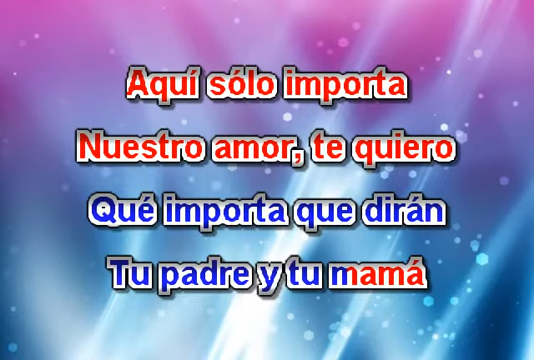 Aquí sólo importa
Nuestro amor, te quiero
Qué importa que dirán
Tu padre y tu mamá